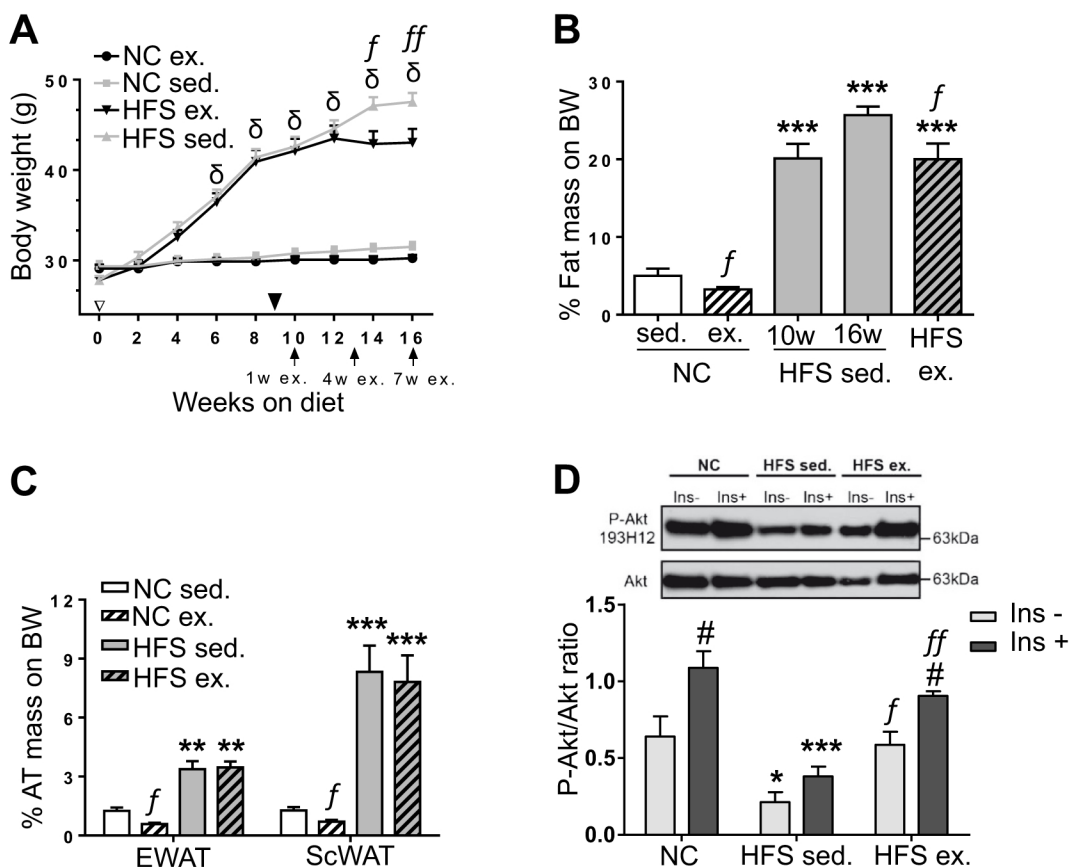 A
NC ex.
NC sed.
HFS ex.
HFS sed.
f ff
δ δ δ δ δ δ
Body weight (g)
50
40
30
0 2 4 6 8 10 12 14 16
1w ex. 4w ex. 7w ex.
Weeks on diet
B
% Fat mass on BW
30
20
10
0
f
***
***
f
***
sed. ex. 10w 16w HFS
NC HFS sed. ex.
C
NC sed.
NC ex.
HFS sed.
HFS ex.
% AT mass on BW
12
9
6
3
0
f ** ** f *** ***
EWAT ScWAT
D
NC HFS sed. HFS ex.
Ins- Ins+ Ins- Ins+ Ins- Ins+
P-Akt
193H12
63kDa
Akt
63kDa
Ins -
Ins +
P-Akt/Akt ratio
1.5
1.0
0.5
0.0
#
*
***
f
ff
#
NC HFS sed. HFS ex.